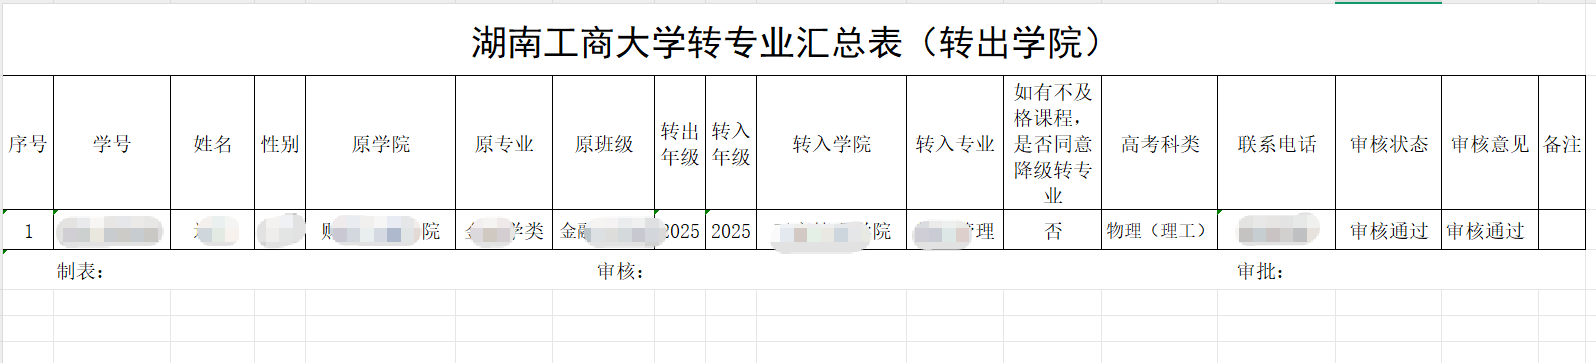 湖南工商大学转专业汇总表（转出学院）
序号 学号 姓名 性别 原学院 原专业 原班级 转出年级 转入年级 转入学院 转入专业 如有不及格课程，是否同意降级转专业 高考科类 联系电话 审核状态 审核意见 备注
1 院 学类 金融 2025 2025 学院 管理 否 物理（理工） 审核通过 审核通过
制表： 审核： 审批：